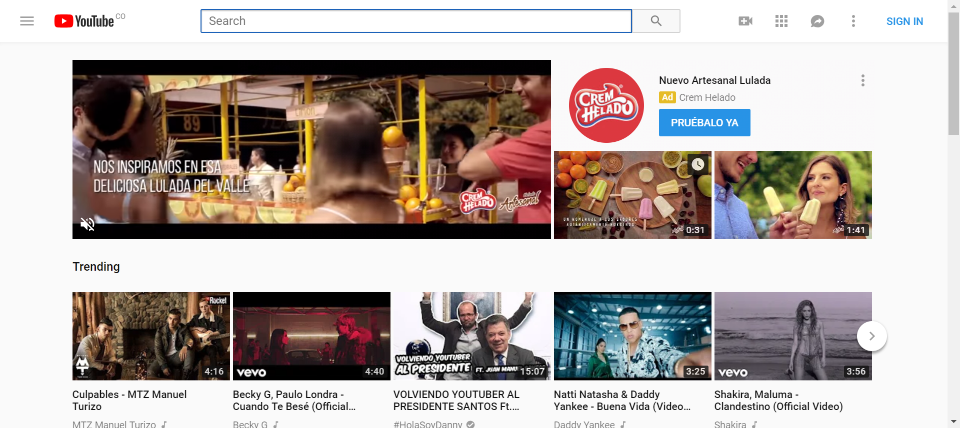 YouTube CO
Search
SIGN IN
89
NOS INSPIRAMOS EN ESA
DELICIOSA LULADA DEL VALLE
CREM
HELADO
Artesanal
CREM
HELADO
Nuevo Artesanal Lulada
Ad Crem Helado
PRUÉBALO YA
0:31
1:41
Trending
Rocket
4:16
vevo
4:40
VOLVIENDO YOUTUBER
AL PRESIDENTE
FT. JUAN MANU
15:07
3:25
vevo
3:56
Culpables - MTZ Manuel
Turizo
MTZ Manuel Turizo
Becky G, Paulo Londra -
Cuando Te Besé (Official...
Becky G
VOLVIENDO YOUTUBER AL
PRESIDENTE SANTOS Ft....
#HolaSoyDanny
Natti Natasha & Daddy
Yankee - Buena Vida (Video...
Daddy Yankee
Shakira, Maluma -
Clandestino (Official Video)
Shakira